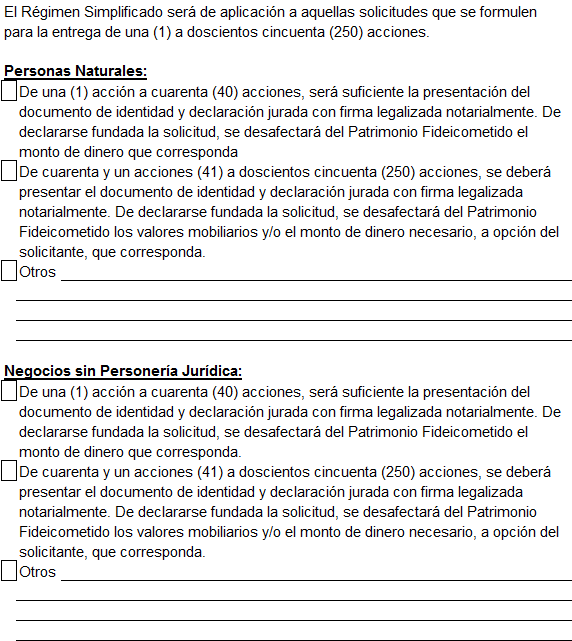 El Régimen Simplificado será de aplicación a aquellas solicitudes que se formulen
para la entrega de una (1) a doscientos cincuenta (250) acciones.
Personas Naturales:
De una (1) acción a cuarenta (40) acciones, será suficiente la presentación del
documento de identidad y declaración jurada con firma legalizada notarialmente. De
declararse fundada la solicitud, se desafectará del Patrimonio Fideicometido el
monto de dinero que corresponda
De cuarenta y un acciones (41) a doscientos cincuenta (250) acciones, se deberá
presentar el documento de identidad y declaración jurada con firma legalizada
notarialmente. De declararse fundada la solicitud, se desafectará del Patrimonio
Fideicometido los valores mobiliarios y/o el monto de dinero necesario, a opción del
solicitante, que corresponda.
Otros
Negocios sin Personería Jurídica:
De una (1) acción a cuarenta (40) acciones, será suficiente la presentación del
documento de identidad y declaración jurada con firma legalizada notarialmente. De
declararse fundada la solicitud, se desafectará del Patrimonio Fideicometido el
monto de dinero que corresponda.
De cuarenta y un acciones (41) a doscientos cincuenta (250) acciones, se deberá
presentar el documento de identidad y declaración jurada con firma legalizada
notarialmente. De declararse fundada la solicitud, se desafectará del Patrimonio
Fideicometido los valores mobiliarios y/o el monto de dinero necesario, a opción del
solicitante, que corresponda.
Otros